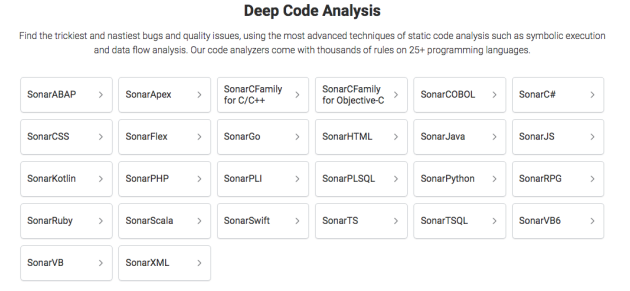 Deep Code Analysis
Find the trickiest and nastiest bugs and quality issues, using the most advanced techniques of static code analysis such as symbolic execution
and data flow analysis. Our code analyzers come with thousands of rules on 25+ programming languages.
SonarABAP
SonarApex
SonarCFamily
for C/C++
SonarCFamily
for Objective-C
SonarCOBOL
SonarC#
SonarCSS
SonarFlex
SonarGo
SonarHTML
SonarJava
SonarJS
SonarKotlin
SonarPHP
SonarPLI
SonarPLSQL
SonarPython
SonarRPG
SonarRuby
SonarScala
SonarSwift
SonarTS
SonarTSQL
SonarVB6
SonarVB
SonarXML